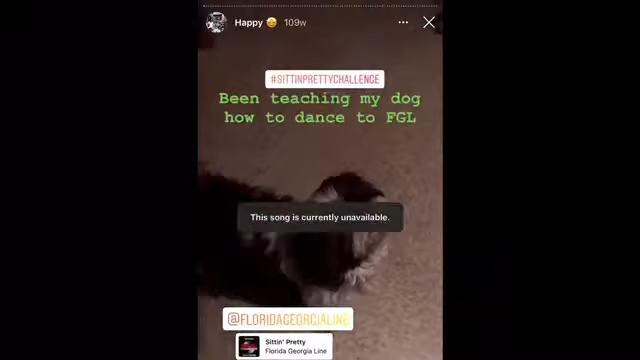 Happy 🤩 109w
#SITTINPRETTYCHALLENGE
Been teaching my dog
how to dance to FGL
This song is currently unavailable.
@FLORIDAGEORGIALINE
Sittin' Pretty
Florida Georgia Line